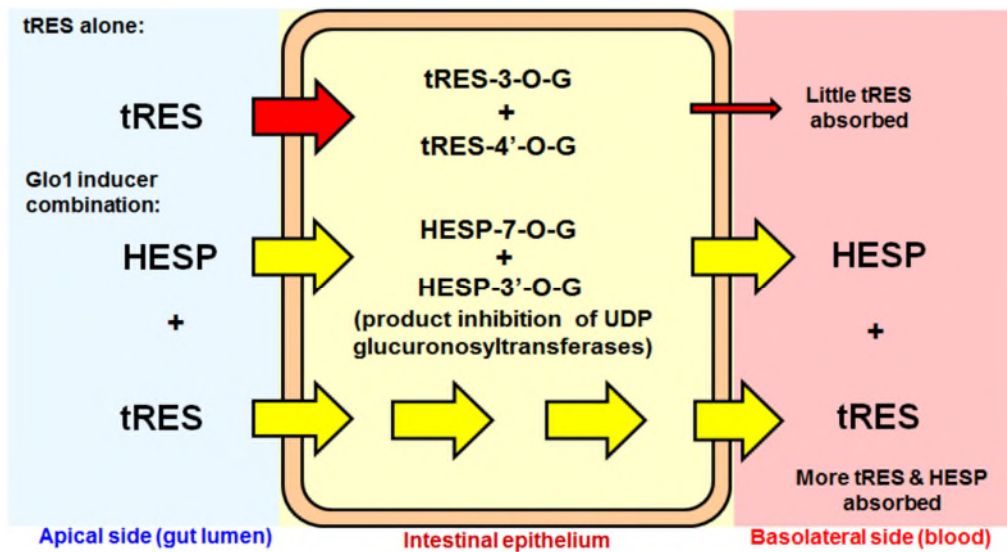 tRES alone:
tRES
tRES-3-O-G
+
tRES-4'-O-G
Little tRES
absorbed
Glo1 inducer
combination:
HESP
+
tRES
HESP-7-O-G
+
HESP-3'-O-G
(product inhibition of UDP
glucuronosyltransferases)
HESP
+
tRES
More tRES & HESP
absorbed
Apical side (gut lumen)
Intestinal epithelium
Basolateral side (blood)